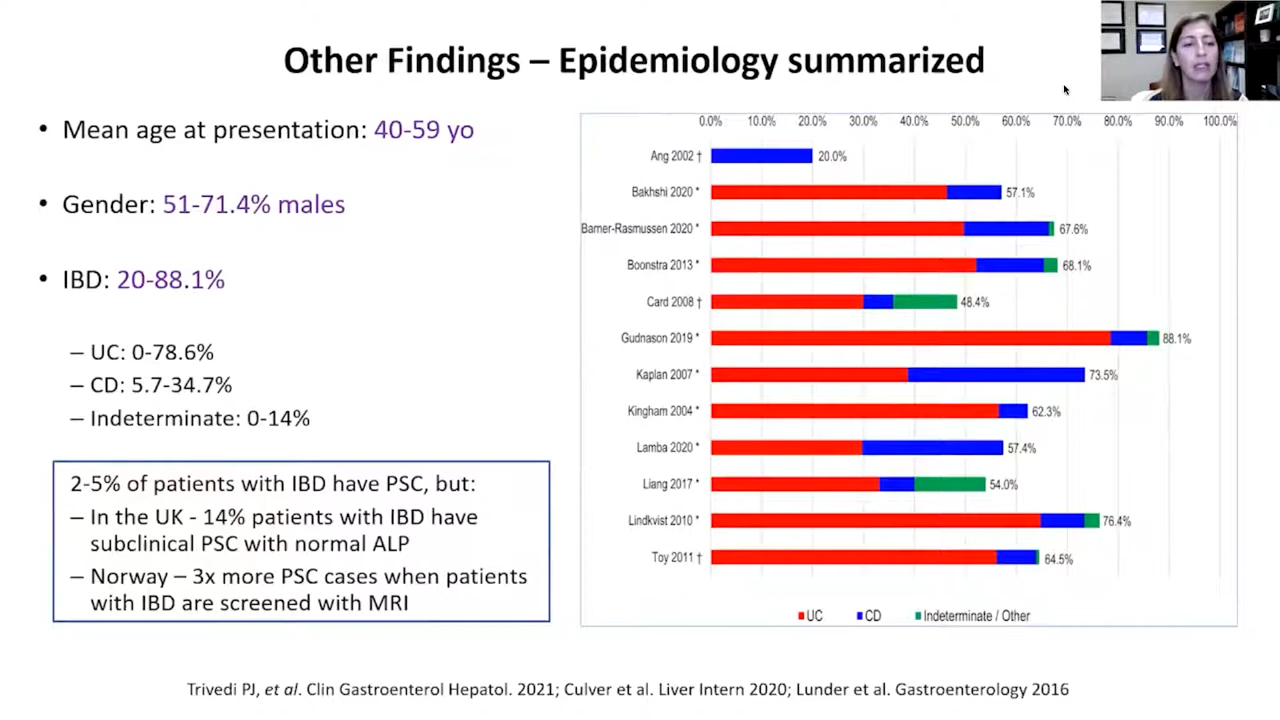 Other Findings – Epidemiology summarized
• Mean age at presentation: 40-59 yo
• Gender: 51-71.4% males
• IBD: 20-88.1%
– UC: 0-78.6%
– CD: 5.7-34.7%
– Indeterminate: 0-14%
2-5% of patients with IBD have PSC, but:
– In the UK - 14% patients with IBD have
subclinical PSC with normal ALP
– Norway – 3x more PSC cases when patients
with IBD are screened with MRI
0.0% 10.0% 20.0% 30.0% 40.0% 50.0% 60.0% 70.0% 80.0% 90.0% 100.0%
Ang 2002 † 20.0%
Bakhshi 2020 * 57.1%
Barner-Rasmussen 2020 * 67.6%
Boonstra 2013 * 68.1%
Card 2008 † 48.4%
Gudnason 2019 * 88.1%
Kaplan 2007 * 73.5%
Kingham 2004 * 62.3%
Lamba 2020 * 57.4%
Liang 2017 * 54.0%
Lindkvist 2010 * 76.4%
Toy 2011 † 64.5%
UC CD Indeterminate / Other
Trivedi PJ, et al. Clin Gastroenterol Hepatol. 2021; Culver et al. Liver Intern 2020; Lunder et al. Gastroenterology 2016